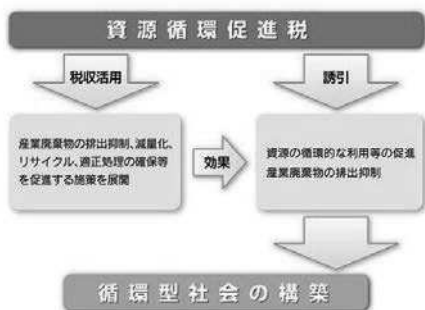 資源循環促進税
税収活用
誘引
産業廃棄物の排出抑制、減量化、
リサイクル、適正処理の確保等
を促進する施策を展開
効果
資源の循環的な利用等の促進
産業廃棄物の排出抑制
循環型社会の構築